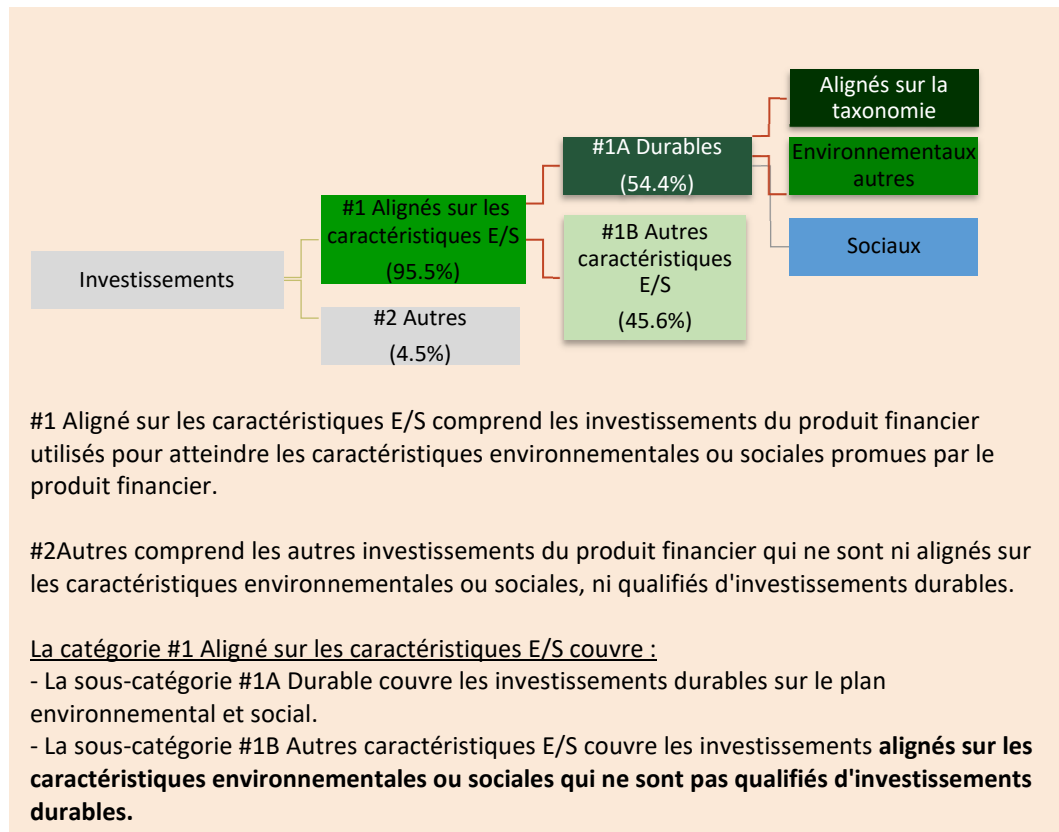 Alignés sur la
taxonomie
#1A Durables
(54.4%)
Environnementaux
autres
#1 Alignés sur les
caractéristiques E/S
(95.5%)
#1B Autres
caractéristiques
E/S
(45.6%)
Sociaux
Investissements
#2 Autres
(4.5%)
#1 Aligné sur les caractéristiques E/S comprend les investissements du produit financier
utilisés pour atteindre les caractéristiques environnementales ou sociales promues par le
produit financier.
#2Autres comprend les autres investissements du produit financier qui ne sont ni alignés sur
les caractéristiques environnementales ou sociales, ni qualifiés d'investissements durables.
La catégorie #1 Aligné sur les caractéristiques E/S couvre :
- La sous-catégorie #1A Durable couvre les investissements durables sur le plan
environnemental et social.
- La sous-catégorie #1B Autres caractéristiques E/S couvre les investissements alignés sur les
caractéristiques environnementales ou sociales qui ne sont pas qualifiés d'investissements
durables.